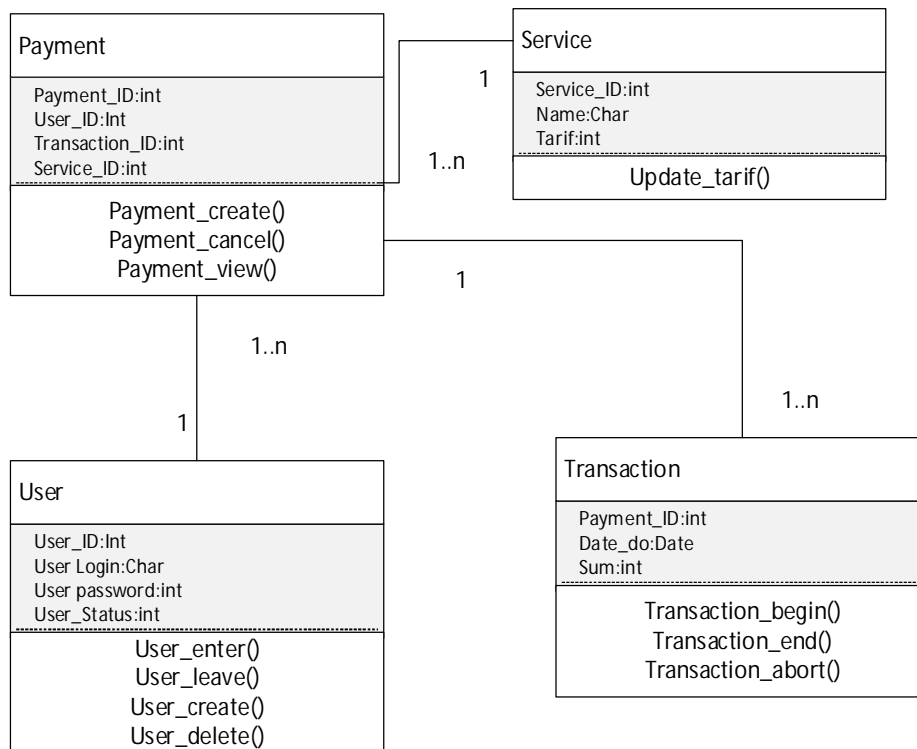 Payment
Payment_ID:int
User_ID:Int
Transaction_ID:int
Service_ID:int
Payment_create()
Payment_cancel()
Payment_view()
Service
Service_ID:int
Name:Char
Tarif:int
Update_tarif()
1
1..n
1
1..n
1..n
1
User
User_ID:Int
User Login:Char
User password:int
User_Status:int
User_enter()
User_leave()
User_create()
User_delete()
Transaction
Payment_ID:int
Date_do:Date
Sum:int
Transaction_begin()
Transaction_end()
Transaction_abort()